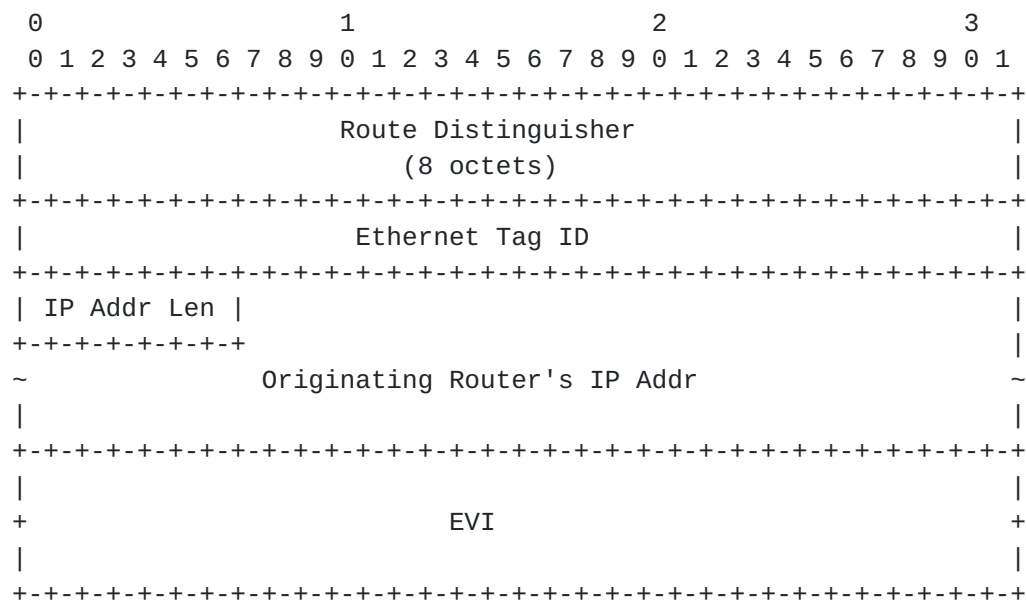 0                   1                   2                   3
 0 1 2 3 4 5 6 7 8 9 0 1 2 3 4 5 6 7 8 9 0 1 2 3 4 5 6 7 8 9 0 1
+-+-+-+-+-+-+-+-+-+-+-+-+-+-+-+-+-+-+-+-+-+-+-+-+-+-+-+-+-+-+-+-+
|                    Route Distinguisher                        |
|                        (8 octets)                             |
+-+-+-+-+-+-+-+-+-+-+-+-+-+-+-+-+-+-+-+-+-+-+-+-+-+-+-+-+-+-+-+-+
|                     Ethernet Tag ID                           |
+-+-+-+-+-+-+-+-+-+-+-+-+-+-+-+-+-+-+-+-+-+-+-+-+-+-+-+-+-+-+-+-+
| IP Addr Len |                                                 |
+-+-+-+-+-+-+-+                                                 |
~               Originating Router's IP Addr                    ~
|                                                               |
+-+-+-+-+-+-+-+-+-+-+-+-+-+-+-+-+-+-+-+-+-+-+-+-+-+-+-+-+-+-+-+-+
|                                                               |
+                           EVI                                 +
|                                                               |
+-+-+-+-+-+-+-+-+-+-+-+-+-+-+-+-+-+-+-+-+-+-+-+-+-+-+-+-+-+-+-+-+